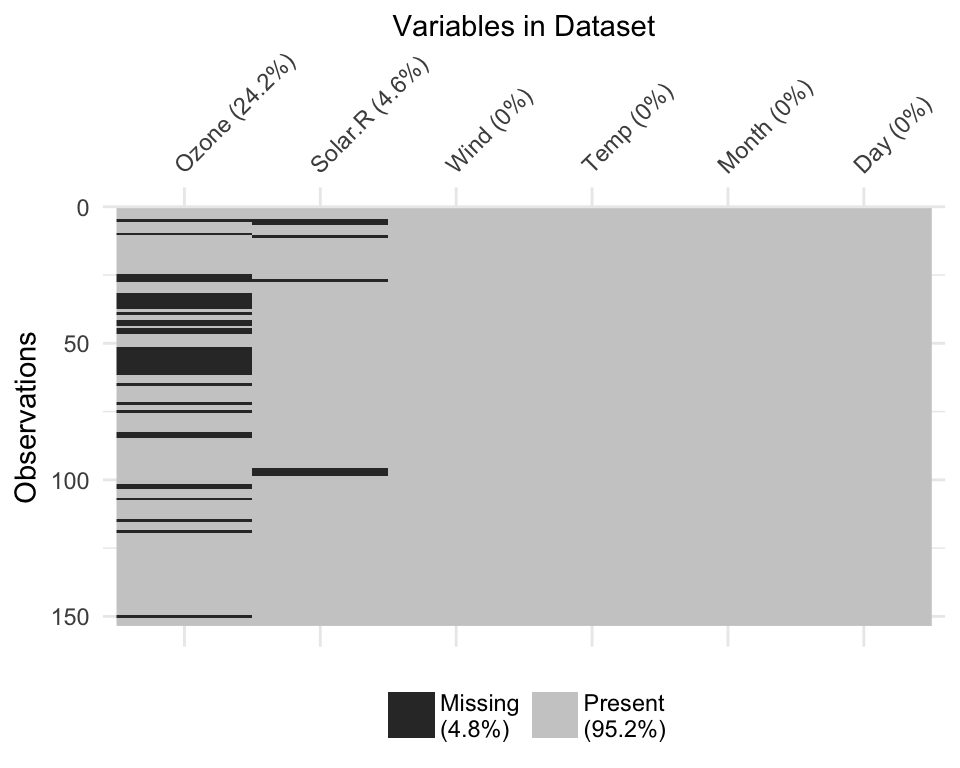 Variables in Dataset
Ozone (24.2%)
Solar.R (4.6%)
Wind (0%)
Temp (0%)
Month (0%)
Day (0%)
Observations
0
50
100
150
Missing
(4.8%)
Present
(95.2%)